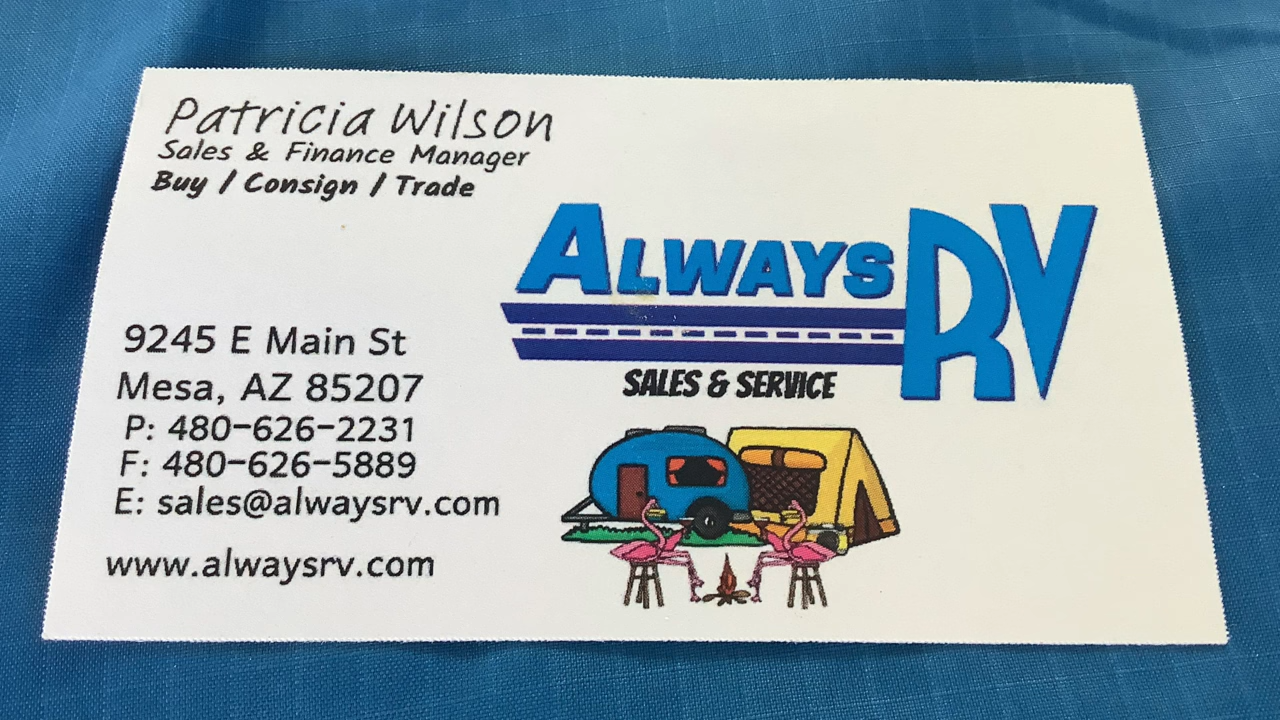 Patricia Wilson
Sales & Finance Manager
Buy / Consign / Trade
ALWAYS RV
SALES & SERVICE
9245 E Main St
Mesa, AZ 85207
P: 480-626-2231
F: 480-626-5889
E: sales@alwaysrv.com
www.alwaysrv.com